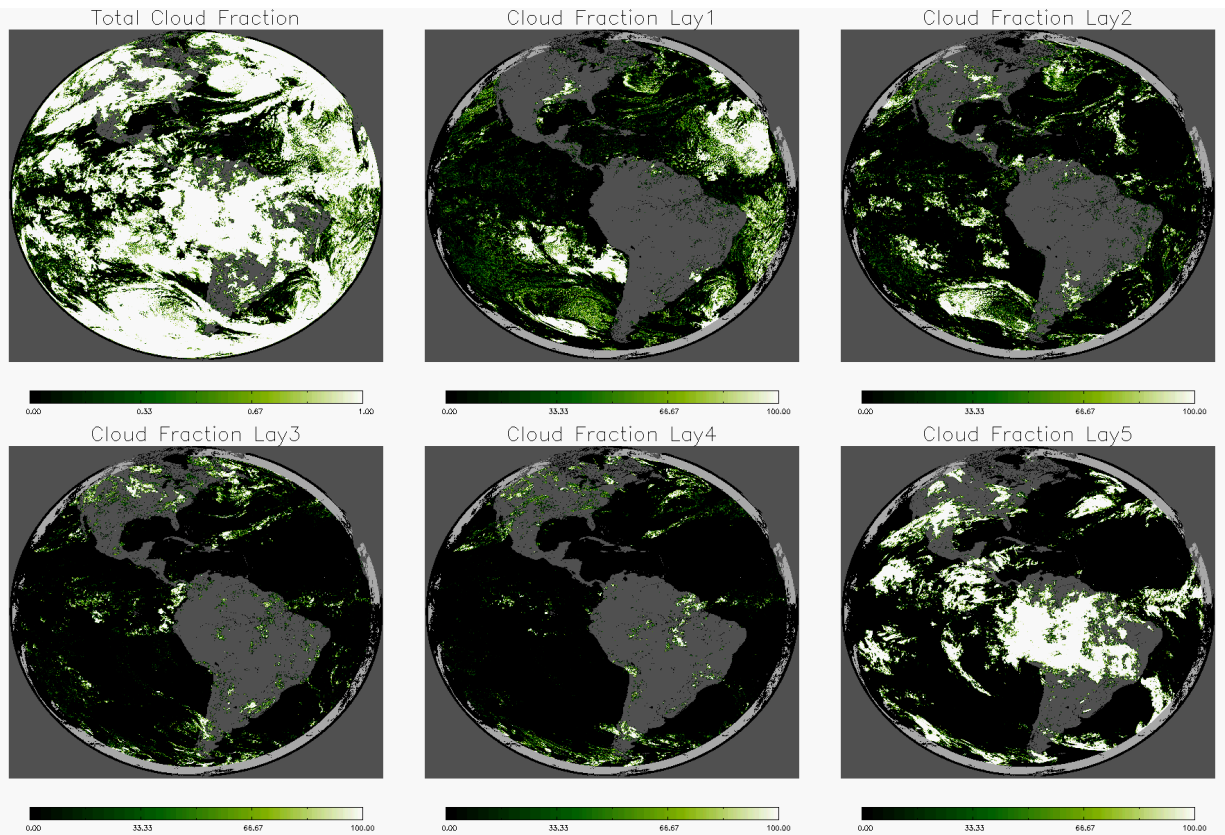 Total Cloud Fraction
Cloud Fraction Lay1
Cloud Fraction Lay2
0.00 0.33 0.67 1.00
0.00 33.33 66.67 100.00
0.00 33.33 66.67 100.00
Cloud Fraction Lay3
Cloud Fraction Lay4
Cloud Fraction Lay5
0.00 33.33 66.67 100.00
0.00 33.33 66.67 100.00
0.00 33.33 66.67 100.00